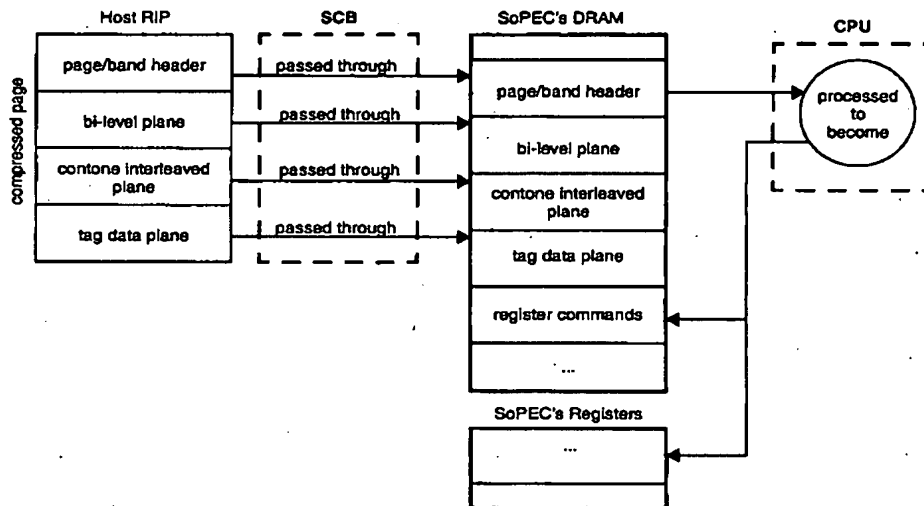 Host RIP
SCB
SoPEC's DRAM
CPU
compressed page
page/band header
passed through
page/band header
processed
to
become
bi-level plane
passed through
bi-level plane
contone interleaved
plane
passed through
contone interleaved
plane
tag data plane
passed through
tag data plane
register commands
...
SoPEC's Registers
...